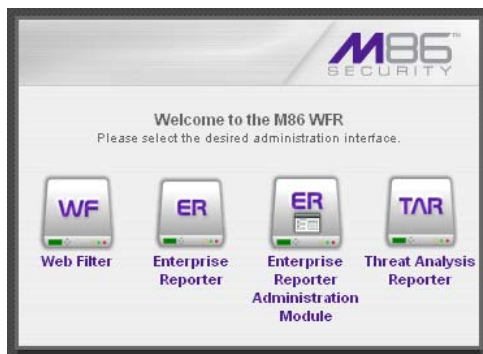 M86™
SECURITY
Welcome to the M86 WFR
Please select the desired administration interface.
WF
ER
ER
TAR
Web Filter
Enterprise
Reporter
Enterprise
Reporter
Administration
Module
Threat Analysis
Reporter